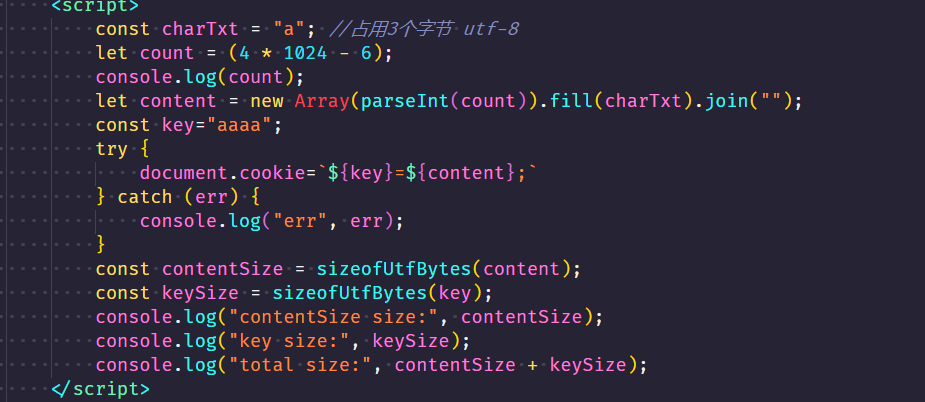 <script>
const charTxt = "a"; //占用3个字节 utf-8
let count = (4 * 1024 - 6);
console.log(count);
let content = new Array(parseInt(count)).fill(charTxt).join("");
const key="aaaa";
try {
document.cookie=`${key}=${content};`
} catch (err) {
console.log("err", err);
}
const contentSize = sizeofUtfBytes(content);
const keySize = sizeofUtfBytes(key);
console.log("contentSize size:", contentSize);
console.log("key size:", keySize);
console.log("total size:", contentSize + keySize);
</script>